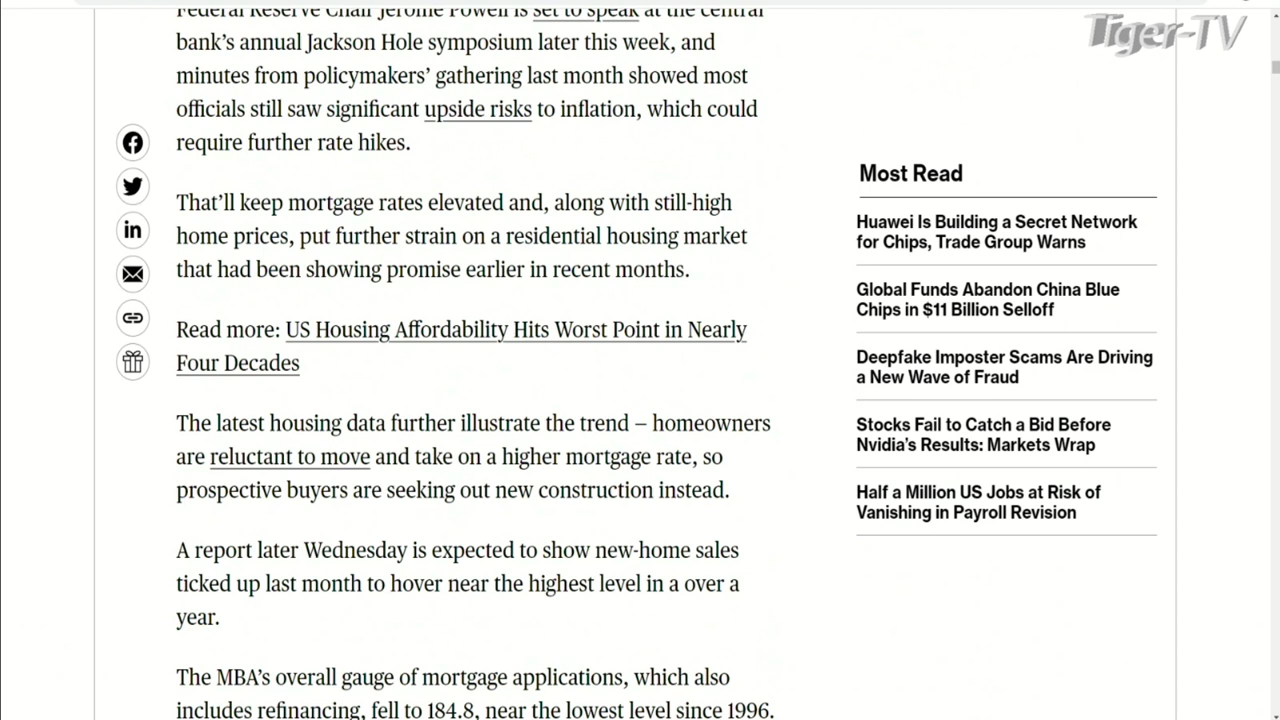 Federal Reserve Chair Jerome Powell is set to speak at the central
bank's annual Jackson Hole symposium later this week, and
minutes from policymakers' gathering last month showed most
officials still saw significant upside risks to inflation, which could
require further rate hikes.
That'll keep mortgage rates elevated and, along with still-high
home prices, put further strain on a residential housing market
that had been showing promise earlier in recent months.
Read more: US Housing Affordability Hits Worst Point in Nearly
Four Decades
The latest housing data further illustrate the trend – homeowners
are reluctant to move and take on a higher mortgage rate, so
prospective buyers are seeking out new construction instead.
A report later Wednesday is expected to show new-home sales
ticked up last month to hover near the highest level in a over a
year.
The MBA's overall gauge of mortgage applications, which also
includes refinancing, fell to 184.8, near the lowest level since 1996.
Tiger-TV
Most Read
Huawei Is Building a Secret Network
for Chips, Trade Group Warns
Global Funds Abandon China Blue
Chips in $11 Billion Selloff
Deepfake Imposter Scams Are Driving
a New Wave of Fraud
Stocks Fail to Catch a Bid Before
Nvidia's Results: Markets Wrap
Half a Million US Jobs at Risk of
Vanishing in Payroll Revision